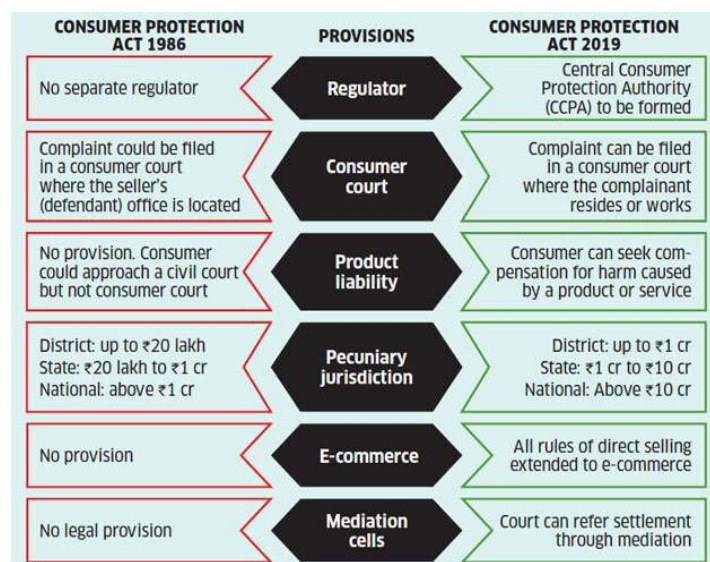 CONSUMER PROTECTION
ACT 1986
PROVISIONS
CONSUMER PROTECTION
ACT 2019
No separate regulator
Regulator
Central Consumer
Protection Authority
(CCPA) to be formed
Complaint could be filed
in a consumer court
where the seller's
(defendant) office is located
Consumer
court
Complaint can be filed
in a consumer court
where the complainant
resides or works
No provision. Consumer
could approach a civil court
but not consumer court
Product
liability
Consumer can seek com-
pensation for harm caused
by a product or service
District: up to ₹20 lakh
State: ₹20 lakh to ₹1 cr
National: above ₹1 cr
Pecuniary
jurisdiction
District: up to ₹1 cr
State: ₹1 cr to ₹10 cr
National: Above ₹10 cr
No provision
E-commerce
All rules of direct selling
extended to e-commerce
No legal provision
Mediation
cells
Court can refer settlement
through mediation